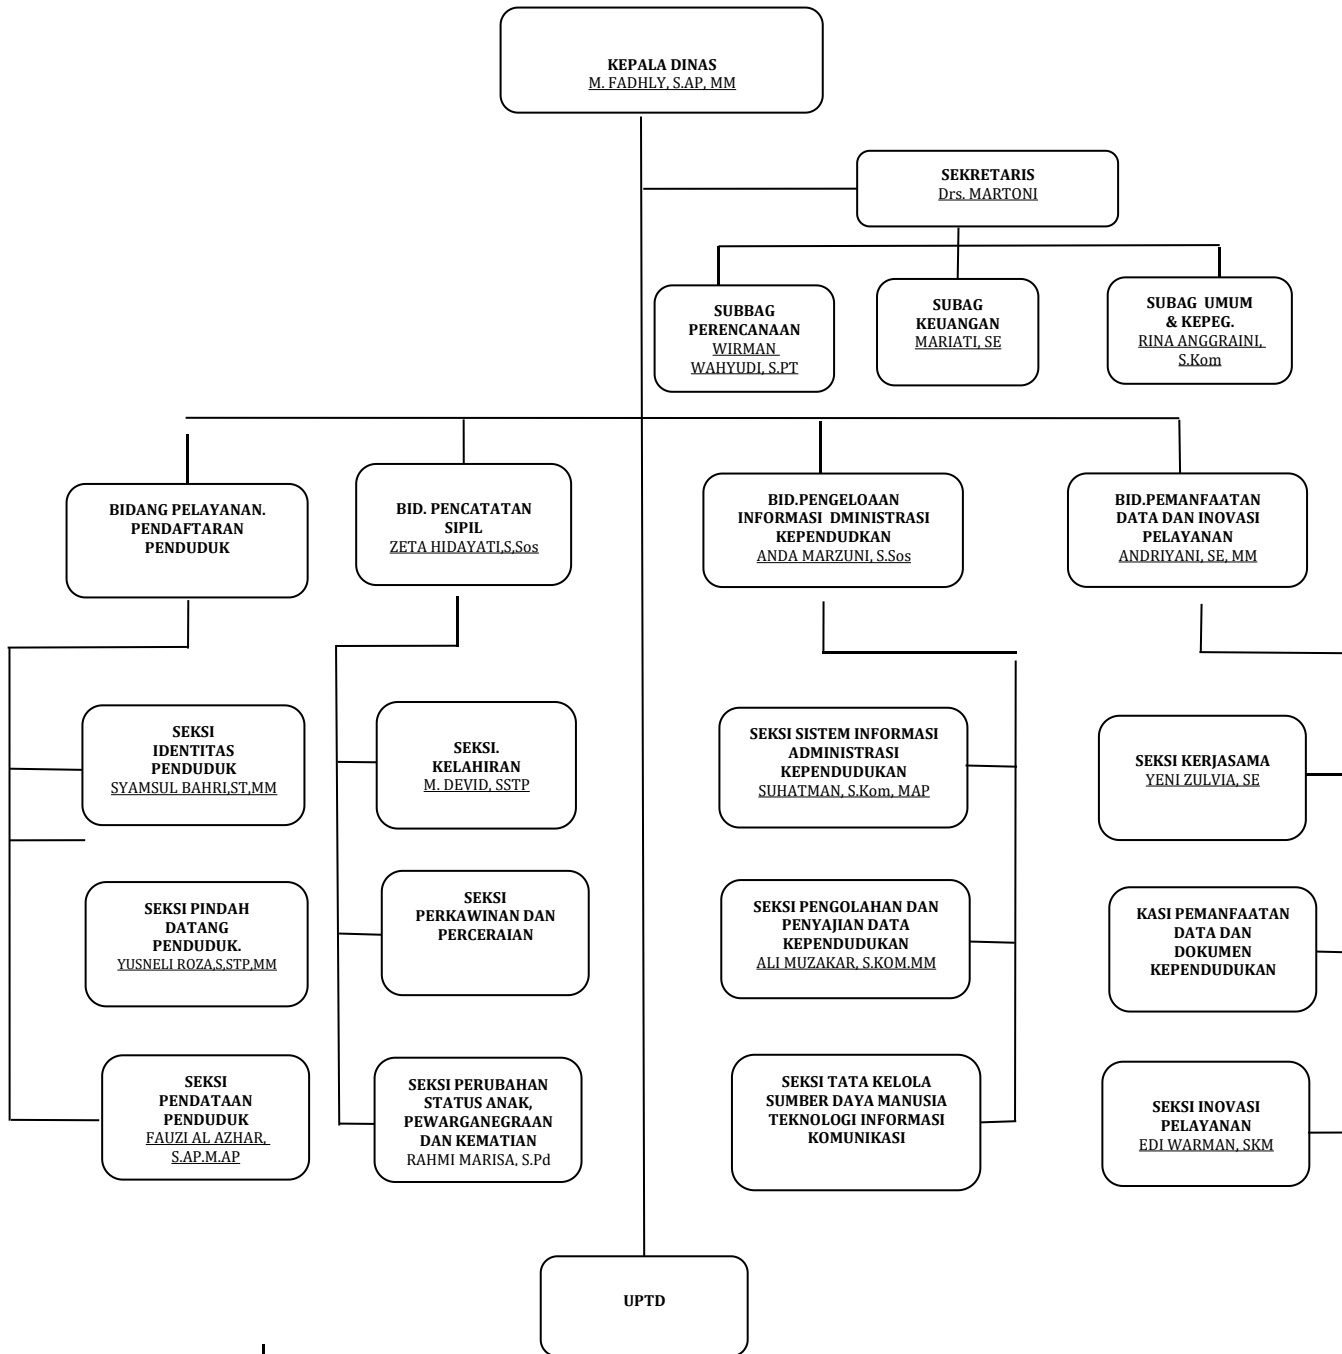 KEPALA DINAS
M. FADHLY, S.AP, MM
SEKRETARIS
Drs. MARTONI
SUBBAG
PERENCANAAN
WIRMAN
WAHYUDI, S.PT
SUBAG
KEUANGAN
MARIATI, SE
SUBAG UMUM
& KEPEG.
RINA ANGGRAINI,
S.Kom
BIDANG PELAYANAN.
PENDAFTARAN
PENDUDUK
BID. PENCATATAN
SIPIL
ZETA HIDAYATI,S,Sos
BID.PENGELOAAN
INFORMASI DMINISTRASI
KEPENDUDKAN
ANDA MARZUNI, S.Sos
BID.PEMANFAATAN
DATA DAN INOVASI
PELAYANAN
ANDRIYANI, SE, MM
SEKSI
IDENTITAS
PENDUDUK
SYAMSUL BAHRI,ST,MM
SEKSI.
KELAHIRAN
M. DEVID, SSTP
SEKSI SISTEM INFORMASI
ADMINISTRASI
KEPENDUDUKAN
SUHATMAN, S.Kom, MAP
SEKSI KERJASAMA
YENI ZULVIA, SE
SEKSI PINDAH
DATANG
PENDUDUK.
YUSNELI ROZA,S,STP,MM
SEKSI
PERKAWINAN DAN
PERCERAIAN
SEKSI PENGOLAHAN DAN
PENYAJIAN DATA
KEPENDUDUKAN
ALI MUZAKAR, S.KOM.MM
KASI PEMANFAATAN
DATA DAN
DOKUMEN
KEPENDUDUKAN
SEKSI
PENDATAAN
PENDUDUK
FAUZI AL AZHAR,
S.AP.M.AP
SEKSI PERUBAHAN
STATUS ANAK,
PEWARGANEGRAAN
DAN KEMATIAN
RAHMI MARISA, S.Pd
SEKSI TATA KELOLA
SUMBER DAYA MANUSIA
TEKNOLOGI INFORMASI
KOMUNIKASI
SEKSI INOVASI
PELAYANAN
EDI WARMAN, SKM
UPTD